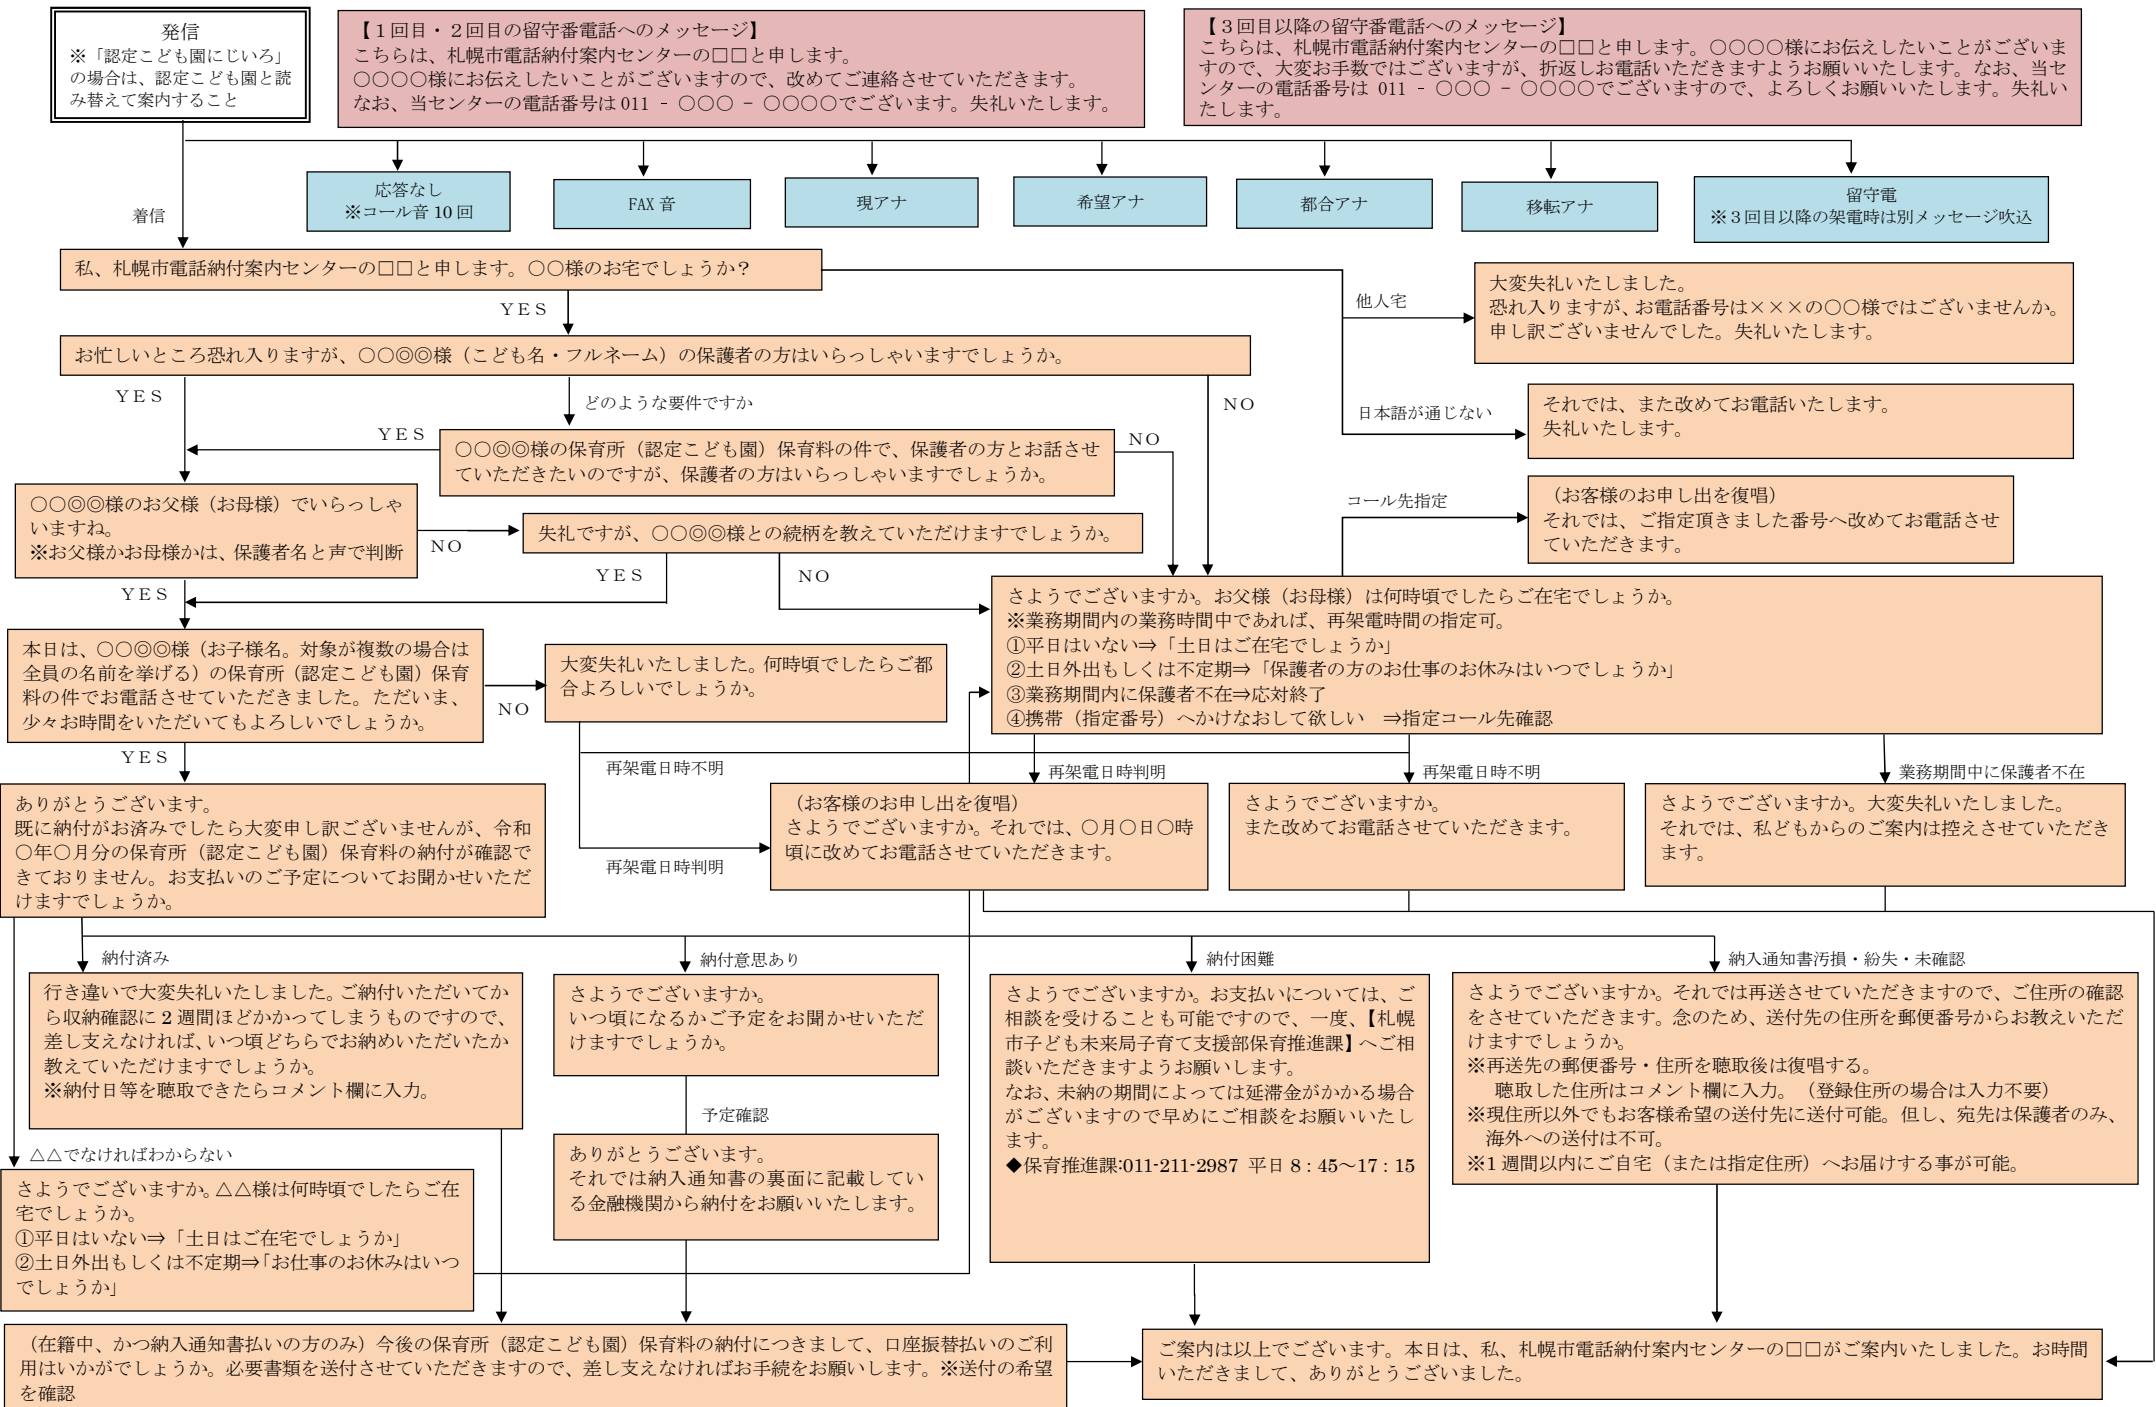 発信
※「認定こども園にじいろ」
の場合は、認定こども園と読
み替えて案内すること
【１回目・２回目の留守番電話へのメッセージ】
こちらは、札幌市電話納付案内センターの□□と申します。
○○○○様にお伝えしたいことがございますので、改めてご連絡させていただきます。
なお、当センターの電話番号は 011 － ○○○ － ○○○○でございます。失礼いたします。
【３回目以降の留守番電話へのメッセージ】
こちらは、札幌市電話納付案内センターの□□と申します。○○○○様にお伝えしたいことがございま
すので、大変お手数ではございますが、折返しお電話いただきますようお願いいたします。なお、当セ
ンターの電話番号は 011 － ○○○ － ○○○○でございますので、よろしくお願いいたします。失礼い
たします。
応答なし
※コール音 10 回
FAX 音
現アナ
希望アナ
都合アナ
移転アナ
留守電
※３回目以降の架電時は別メッセージ吹込
着信
私、札幌市電話納付案内センターの□□と申します。○○様のお宅でしょうか？
他人宅
大変失礼いたしました。
恐れ入りますが、お電話番号は×××の○○様ではございませんか。
申し訳ございませんでした。失礼いたします。
ＹＥＳ
お忙しいところ恐れ入りますが、○○◎◎様（こども名・フルネーム）の保護者の方はいらっしゃいますでしょうか。
ＹＥＳ
どのような要件ですか
ＮＯ
日本語が通じない
それでは、また改めてお電話いたします。
失礼いたします。
ＹＥＳ
○○◎◎様の保育所（認定こども園）保育料の件で、保護者の方とお話させ
ていただきたいのですが、保護者の方はいらっしゃいますでしょうか。
ＮＯ
○○◎◎様のお父様（お母様）でいらっしゃ
いますね。
※お父様かお母様かは、保護者名と声で判断
ＮＯ
失礼ですが、○○◎◎様との続柄を教えていただけますでしょうか。
コール先指定
（お客様のお申し出を復唱）
それでは、ご指定頂きました番号へ改めてお電話させ
ていただきます。
ＹＥＳ
ＹＥＳ
ＮＯ
さようでございますか。お父様（お母様）は何時頃でしたらご在宅でしょうか。
※業務期間内の業務時間中であれば、再架電時間の指定可。
①平日はいない⇒「土日はご在宅でしょうか」
②土日外出もしくは不定期⇒「保護者の方のお仕事のお休みはいつでしょうか」
③業務期間内に保護者不在⇒応対終了
④携帯（指定番号）へかけなおして欲しい　⇒指定コール先確認
本日は、○○◎◎様（お子様名。対象が複数の場合は
全員の名前を挙げる）の保育所（認定こども園）保育
料の件でお電話させていただきました。ただいま、
少々お時間をいただいてもよろしいでしょうか。
ＮＯ
大変失礼いたしました。何時頃でしたらご都
合よろしいでしょうか。
ＹＥＳ
再架電日時不明
再架電日時判明
再架電日時不明
業務期間中に保護者不在
ありがとうございます。
既に納付がお済みでしたら大変申し訳ございませんが、令和
○年○月分の保育所（認定こども園）保育料の納付が確認で
きておりません。お支払いのご予定についてお聞かせいただ
けますでしょうか。
再架電日時判明
（お客様のお申し出を復唱）
さようでございますか。それでは、○月○日○時
頃に改めてお電話させていただきます。
さようでございますか。
また改めてお電話させていただきます。
さようでございますか。大変失礼いたしました。
それでは、私どもからのご案内は控えさせていただき
ます。
納付済み
納付意思あり
納付困難
納入通知書汚損・紛失・未確認
行き違いで大変失礼いたしました。ご納付いただいてか
ら収納確認に 2 週間ほどかかってしまうものですので、
差し支えなければ、いつ頃どちらでお納めいただいたか
教えていただけますでしょうか。
※納付日等を聴取できたらコメント欄に入力。
さようでございますか。
いつ頃になるかご予定をお聞かせいただ
けますでしょうか。
予定確認
ありがとうございます。
それでは納入通知書の裏面に記載してい
る金融機関から納付をお願いいたします。
さようでございますか。お支払いについては、ご
相談を受けることも可能ですので、一度、【札幌
市子ども未来局子育て支援部保育推進課】へご相
談いただきますようお願いします。
なお、未納の期間によっては延滞金がかかる場合
がございますので早めにご相談をお願いいたし
ます。
◆保育推進課:011-211-2987 平日 8：45～17：15
さようでございますか。それでは再送させていただきますので、ご住所の確認
をさせていただきます。念のため、送付先の住所を郵便番号からお教えいただ
けますでしょうか。
※再送先の郵便番号・住所を聴取後は復唱する。
聴取した住所はコメント欄に入力。（登録住所の場合は入力不要）
※現住所以外でもお客様希望の送付先に送付可能。但し、宛先は保護者のみ、
海外への送付は不可。
※1 週間以内にご自宅（または指定住所）へお届けする事が可能。
△△でなければわからない
さようでございますか。△△様は何時頃でしたらご在
宅でしょうか。
①平日はいない⇒「土日はご在宅でしょうか」
②土日外出もしくは不定期⇒「お仕事のお休みはいつ
でしょうか」
（在籍中、かつ納入通知書払いの方のみ）今後の保育所（認定こども園）保育料の納付につきまして、口座振替払いのご利
用はいかがでしょうか。必要書類を送付させていただきますので、差し支えなければお手続をお願いします。※送付の希望
を確認
ご案内は以上でございます。本日は、私、札幌市電話納付案内センターの□□がご案内いたしました。お時間
いただきまして、ありがとうございました。